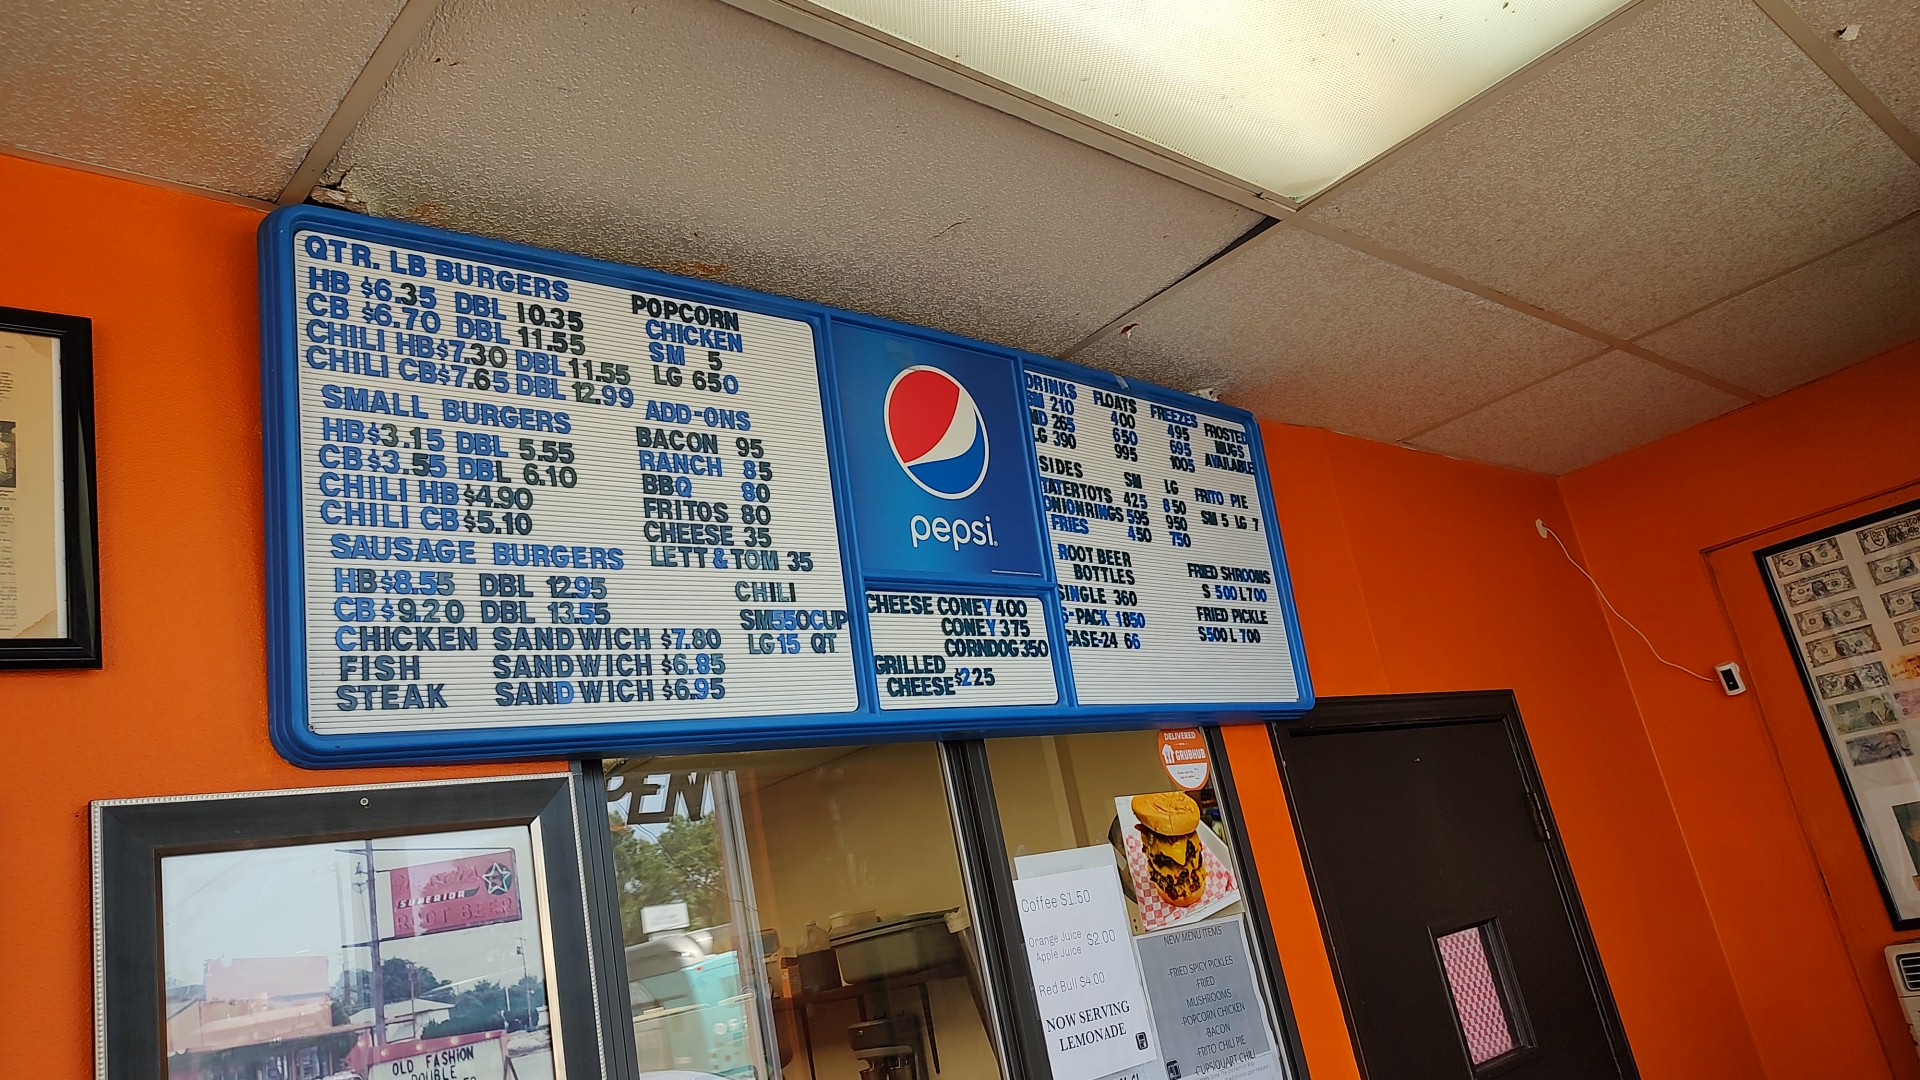 QTR. LB BURGERS
HB $6.35 DBL 10.35
CB $6.70 DBL 11.55
CHILI HB $7.30 DBL 11.55
CHILI CB $7.65 DBL 12.99
SMALL BURGERS
HB $3.15 DBL 5.55
CB $3.55 DBL 6.10
CHILI HB $4.90
CHILI CB $5.10
SAUSAGE BURGERS
HB $8.55 DBL 12.95
CB $9.20 DBL 13.55
CHICKEN SANDWICH $7.80
FISH SANDWICH $6.85
STEAK SANDWICH $6.95
POPCORN
CHICKEN
SM 5
LG 650
ADD-ONS
BACON 95
RANCH 85
BBQ 80
FRITOS 80
CHEESE 35
LETT & TOM 35
CHILI
SM550CUP
LG15 QT
pepsi
CHEESE CONEY 400
CONEY 375
CORNDOG 350
GRILLED
CHEESE $225
DRINKS
SM 210
MD 265
LG 390
FLOATS
400
650
995
FREEZES
495
695
1005
FROSTED
MUGS
AVAILABLE
SIDES SM LG
TATERTOTS 425 850
ONIONRINGS 595 950
FRIES 450 750
FRITO PIE
SM 5 LG 7
ROOT BEER
BOTTLES
SINGLE 360
6-PACK 1850
CASE-24 66
FRIED SHROOMS
S 500 L700
FRIED PICKLE
S500 L 700
PEN
DELIVERED
GRUBHUB
Coffee $1.50
Orange Juice
Apple Juice $2.00
Red Bull $4.00
NOW SERVING
LEMONADE
NEW MENU ITEMS
-FRIED SPICY PICKLES
-FRIED
MUSHROOMS
-POPCORN CHICKEN
-BACON
-FRITO CHILI PIE
CUPS/QUART CHILI
SUPERIOR
ROOT BEER
OLD FASHION
DOUBLE